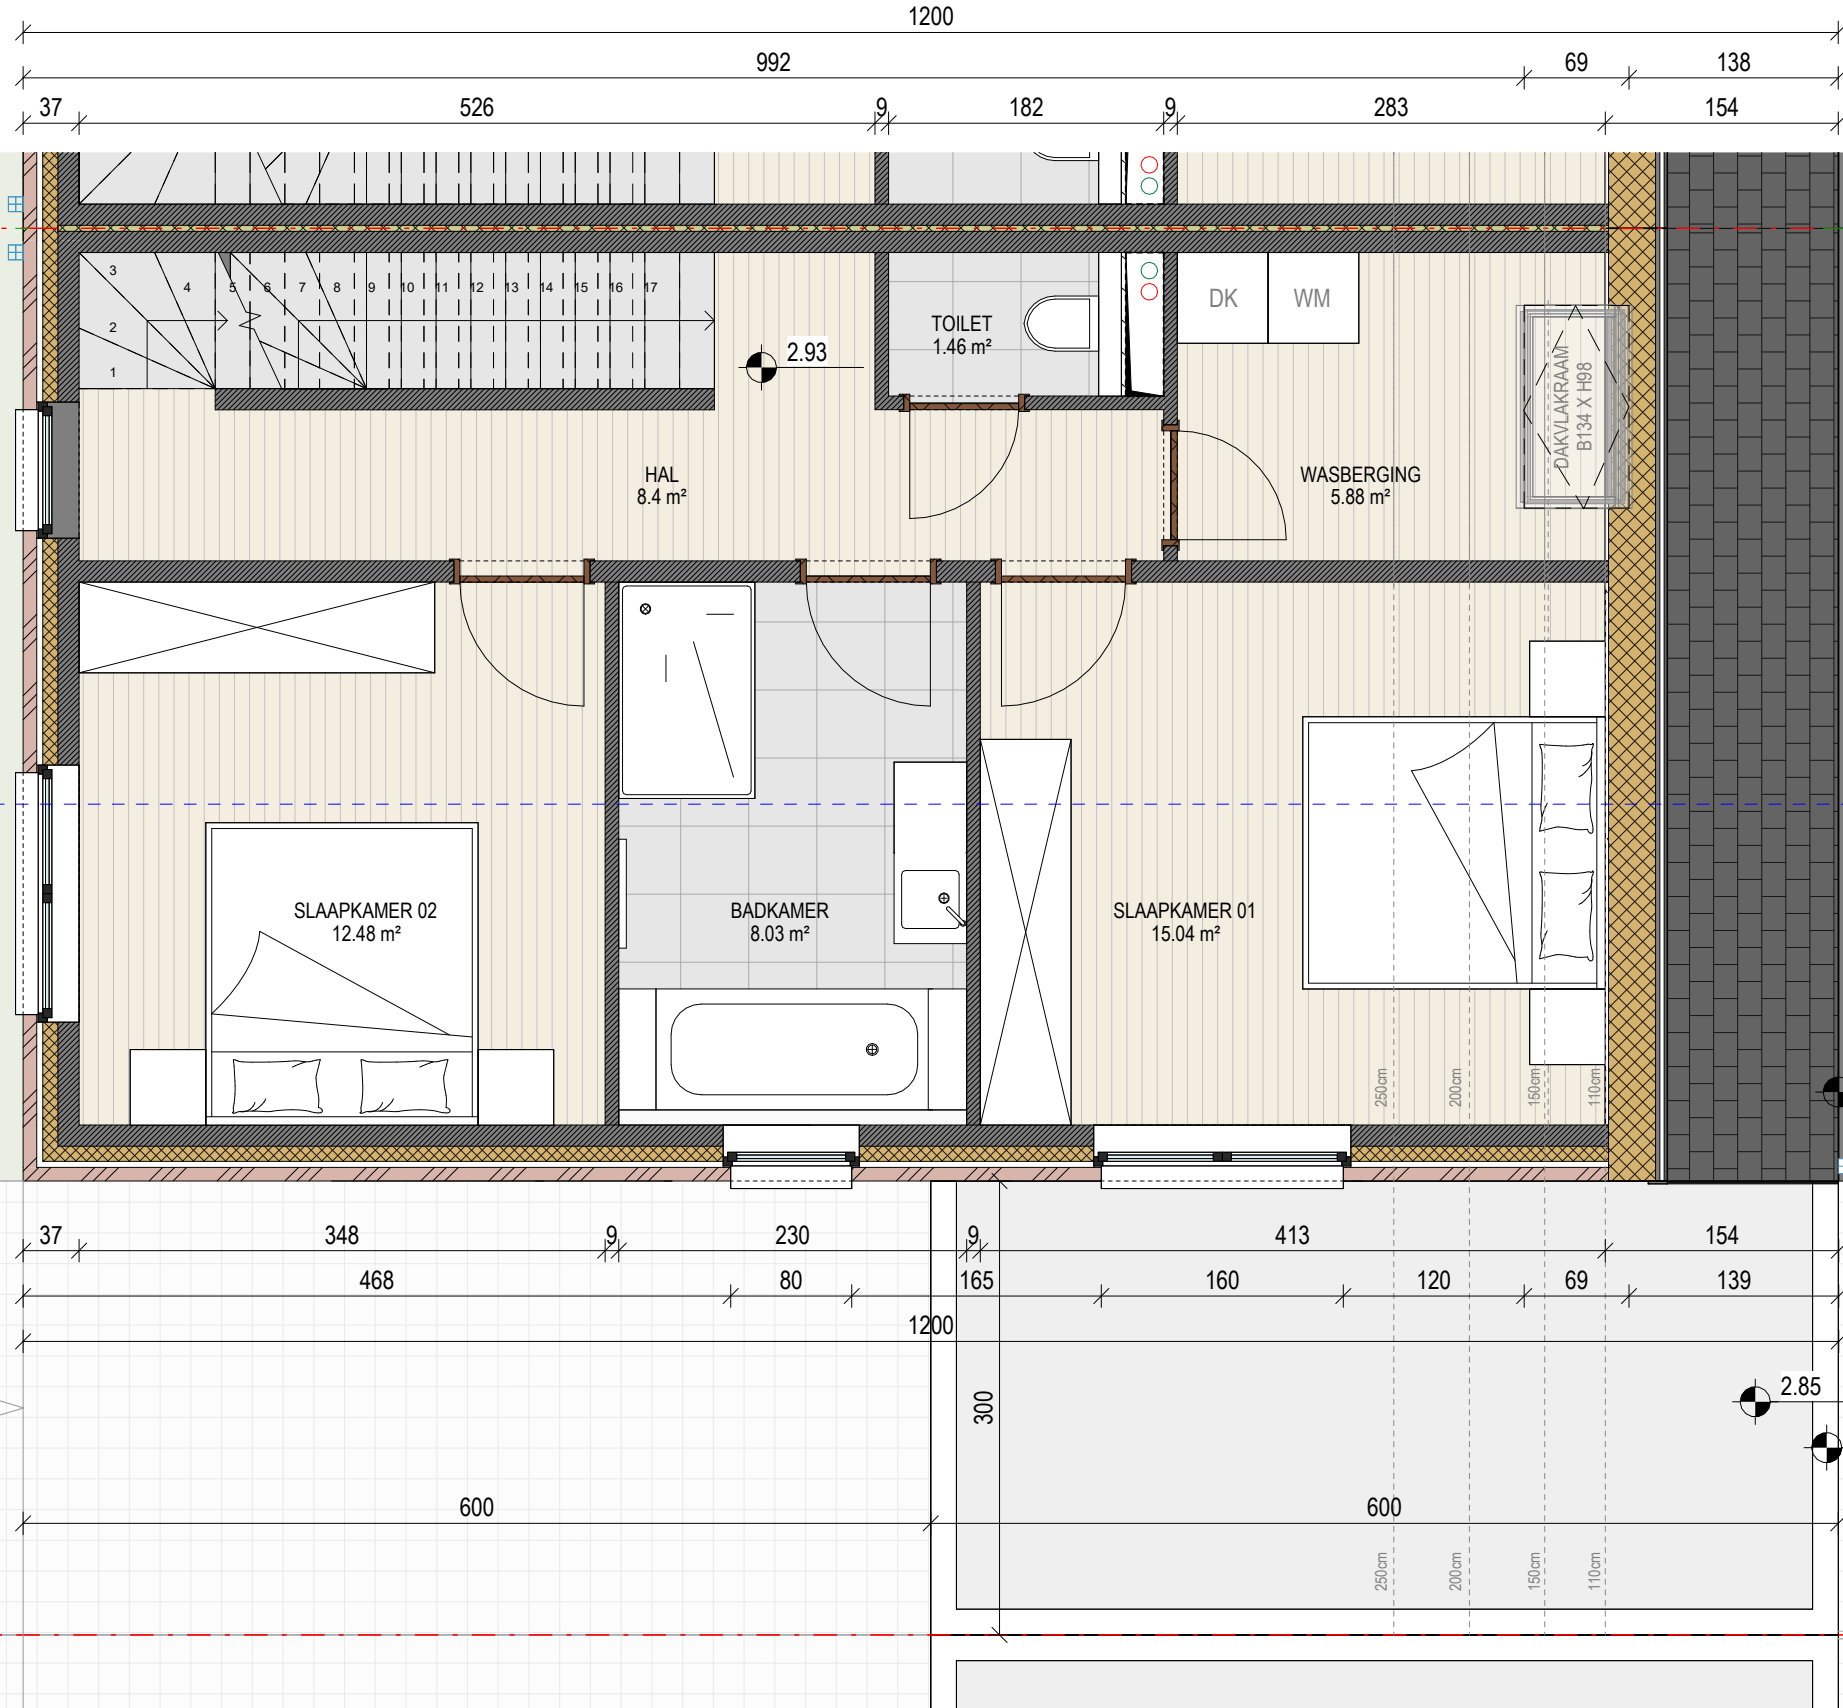 1200
992 69 138
37 526 9 182 9 283 154
3 4 5 6 7 8 9 10 11 12 13 14 15 16 17
2
1
2.93
TOILET
1.46 m²
DK WM
DAKVLAKRAAM
B134 X H98
HAL
8.4 m²
WASBERGING
5.88 m²
SLAAPKAMER 02
12.48 m²
BADKAMER
8.03 m²
SLAAPKAMER 01
15.04 m²
250cm 200cm 150cm 110cm
37 348 9 230 9 413 154
468 80 165 160 120 69 139
1200
300
2.85
600 600
250cm 200cm 150cm 110cm